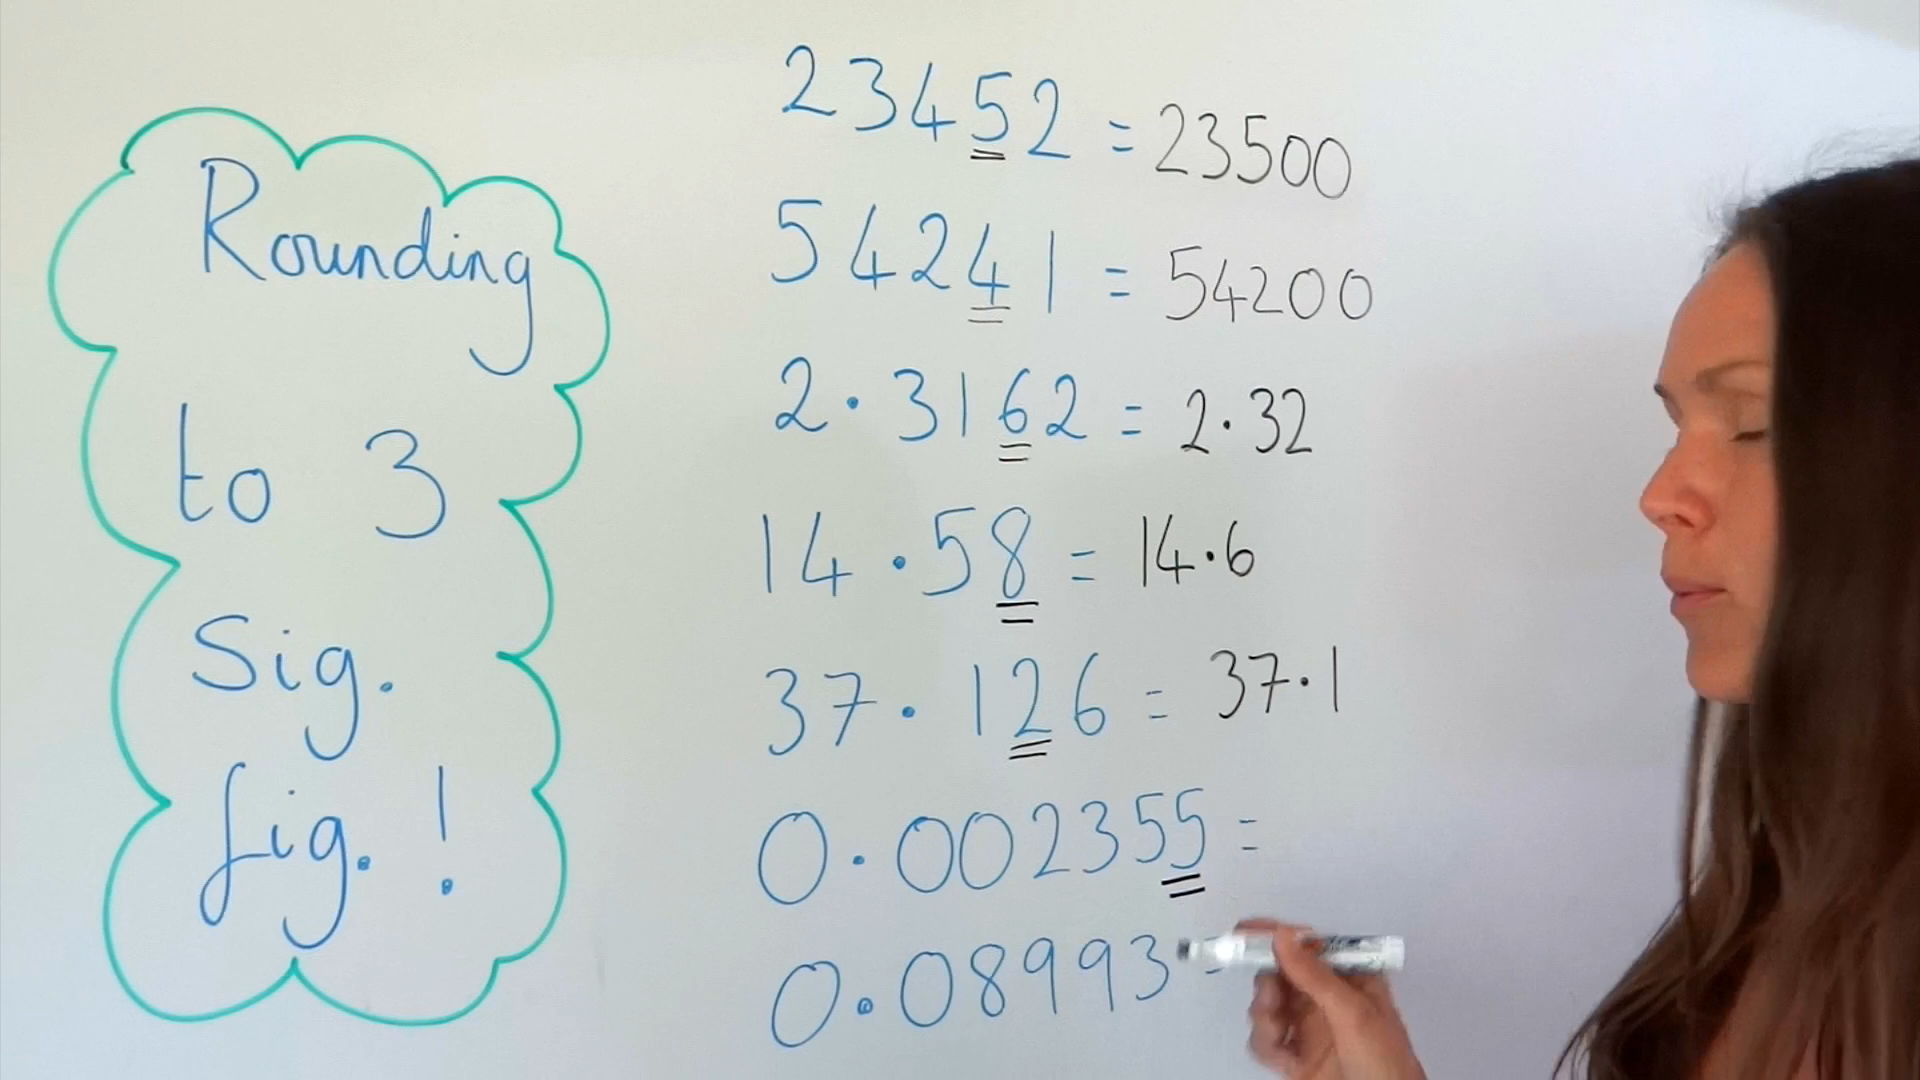 Rounding
to 3
Sig.
fig. !
23452 = 23500
54241 = 54200
2·3162 = 2·32
14·58 = 14·6
37·126 = 37·1
0·002355 =
0·08993